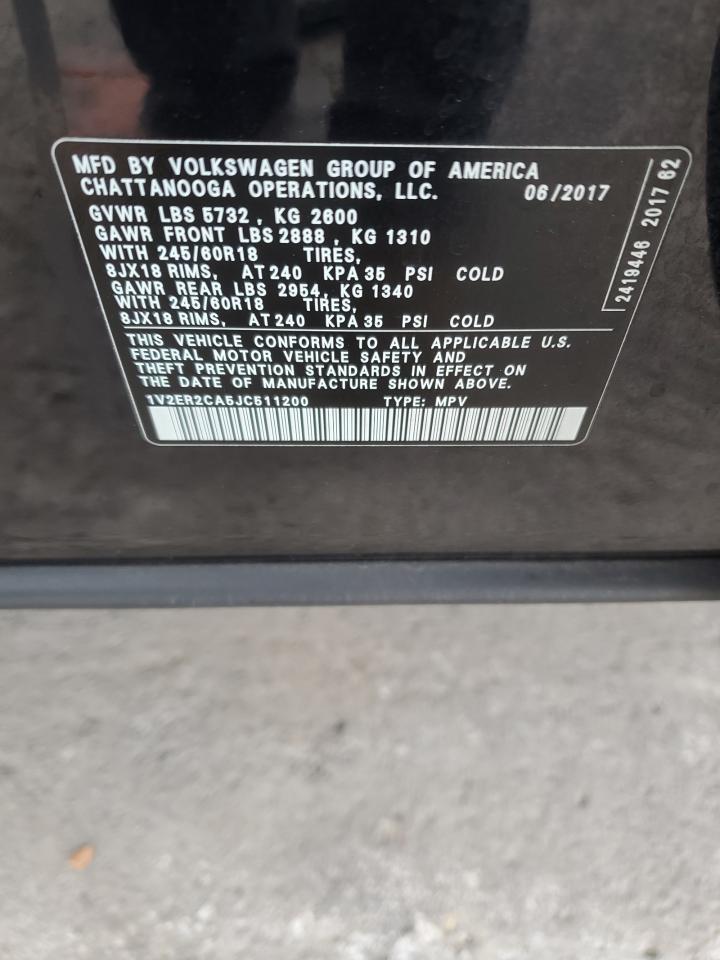 MFD BY VOLKSWAGEN GROUP OF AMERICA
CHATTANOOGA OPERATIONS, LLC. 06/2017
GVWR LBS 5732 , KG 2600
GAWR FRONT LBS 2888 , KG 1310
WITH 245/60R18 TIRES,
8JX18 RIMS, AT 240 KPA 35 PSI COLD
GAWR REAR LBS 2954, KG 1340
WITH 245/60R18 TIRES,
8JX18 RIMS, AT 240 KPA 35 PSI COLD
THIS VEHICLE CONFORMS TO ALL APPLICABLE U.S.
FEDERAL MOTOR VEHICLE SAFETY AND
THEFT PREVENTION STANDARDS IN EFFECT ON
THE DATE OF MANUFACTURE SHOWN ABOVE.
1V2ER2CA5JC511200 TYPE: MPV
2419446 2017 62